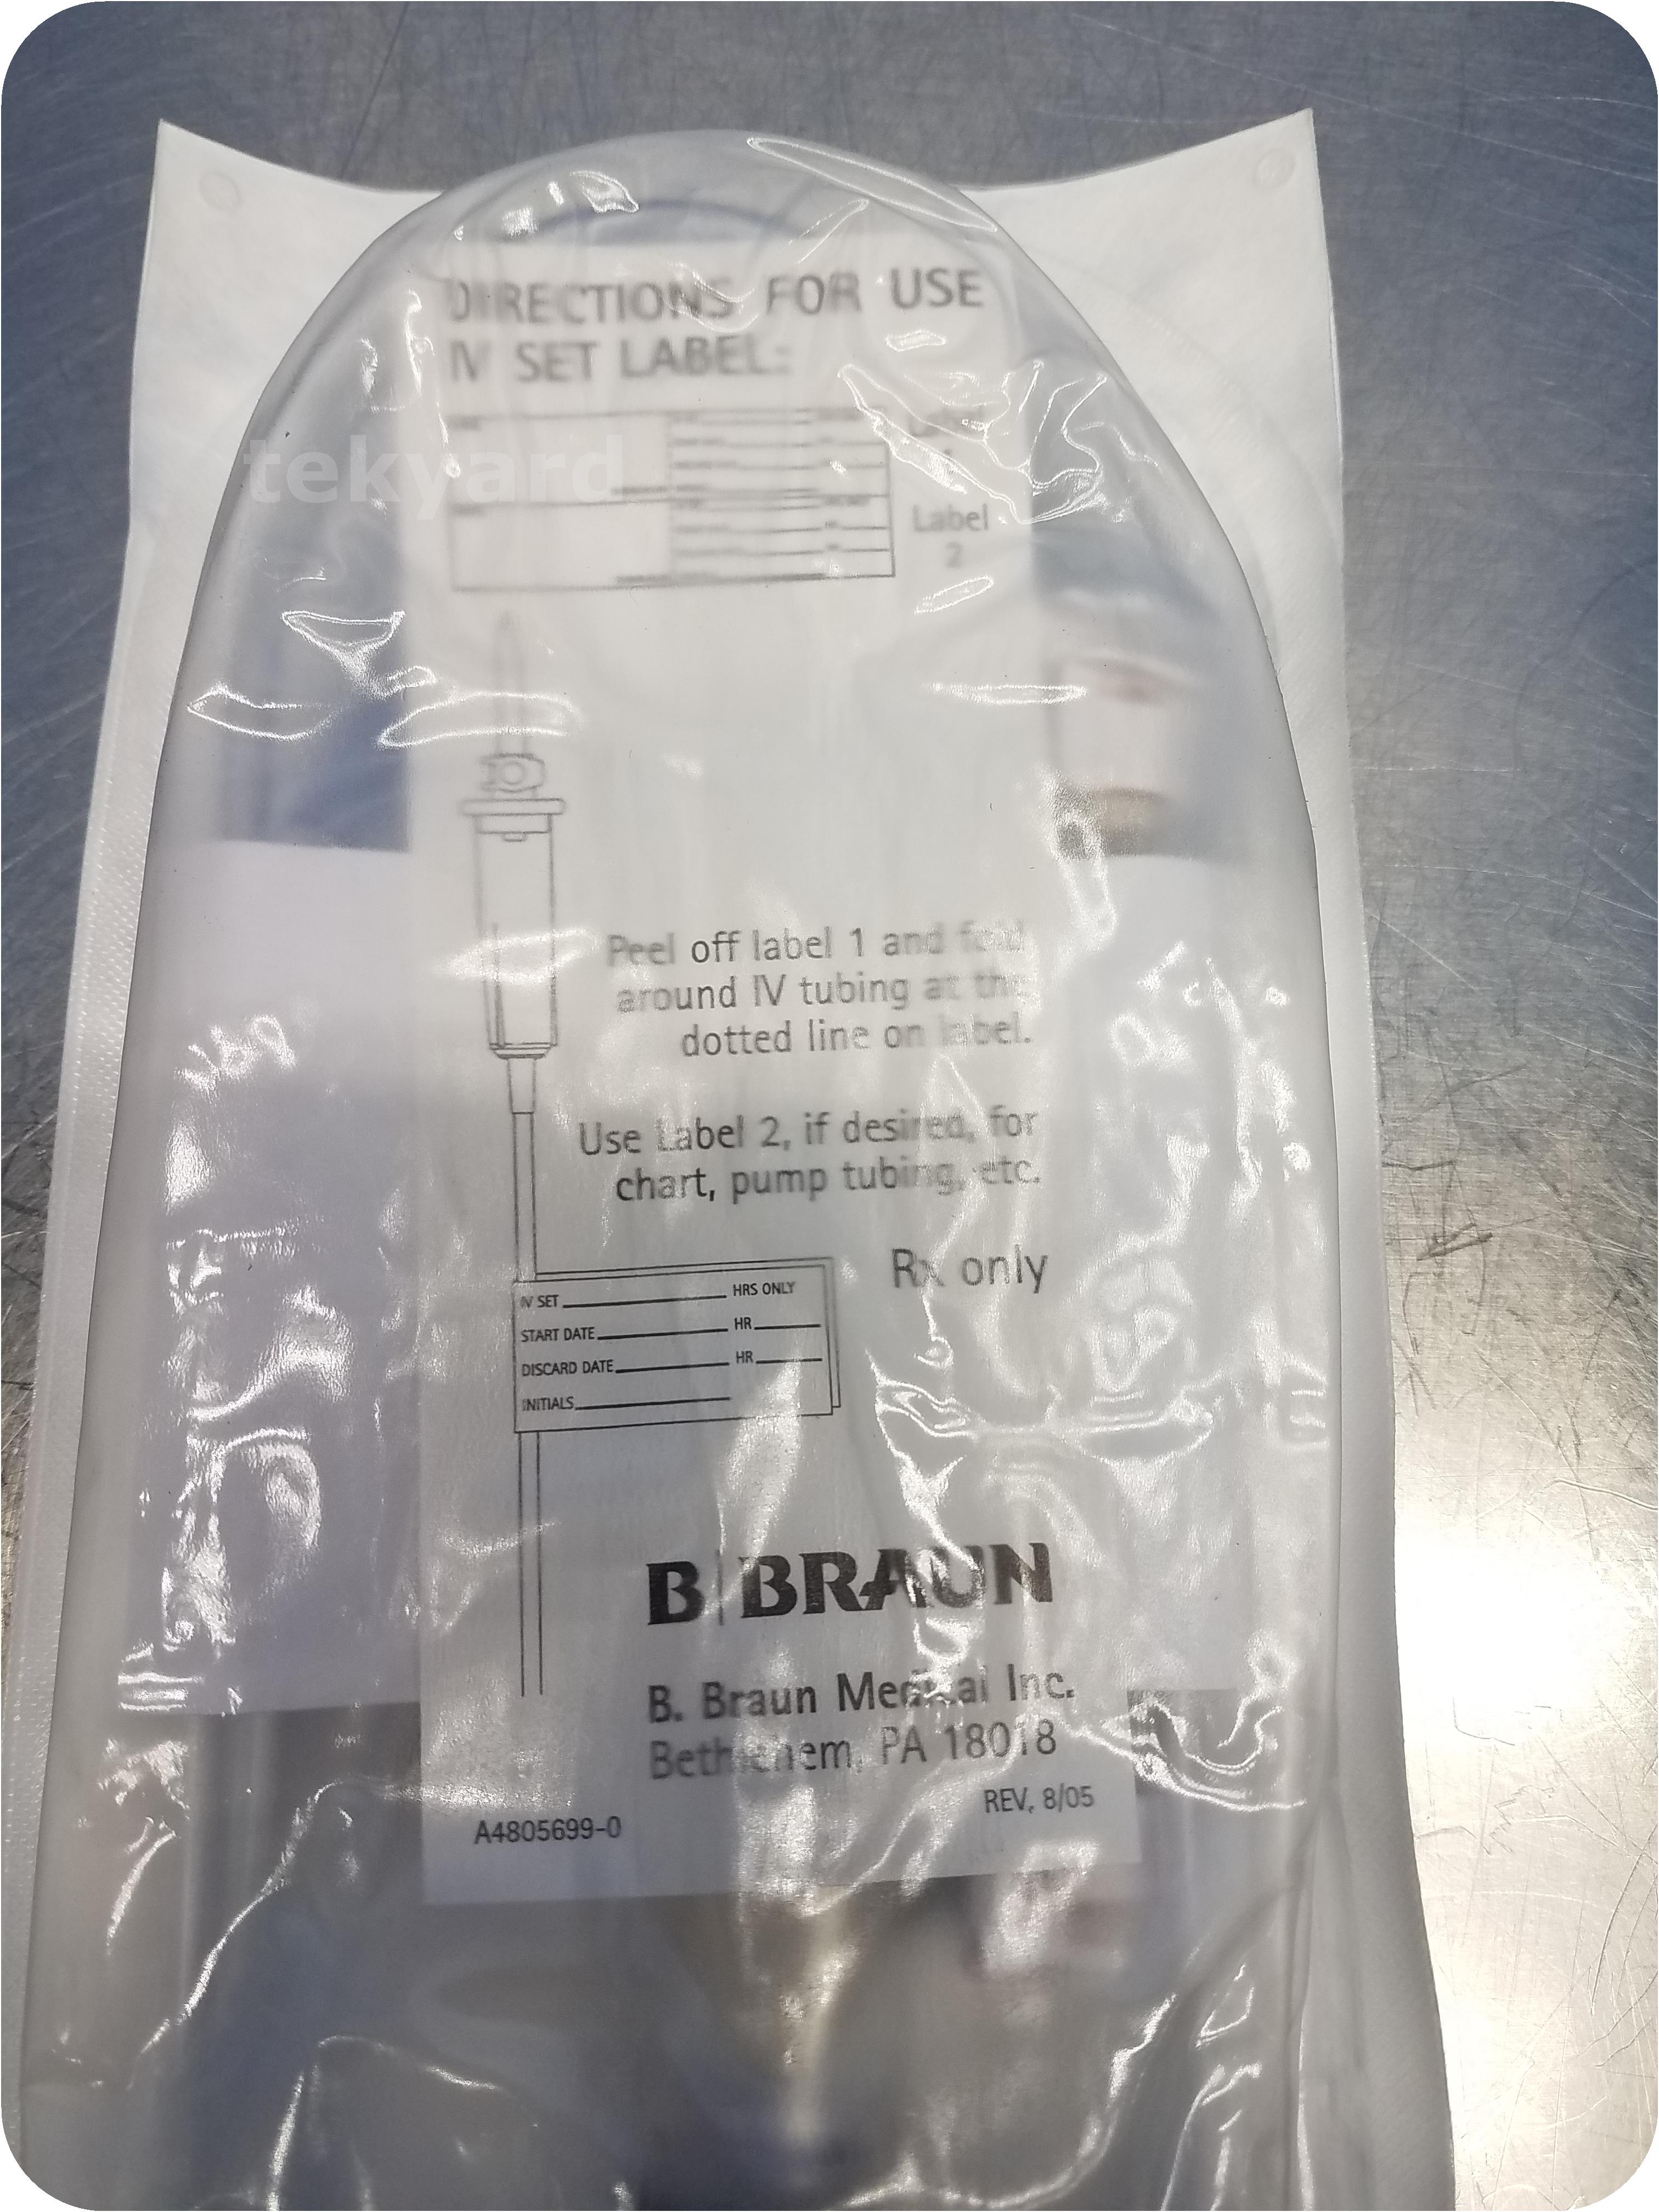 DIRECTIONS FOR USE
IV SET LABEL:
tekyard
Label
Label
2
Peel off label 1 and fold
around IV tubing at the
dotted line on label.
Use Label 2, if desired, for
chart, pump tubing, etc.
Rx only
IV SET HRS ONLY
START DATE HR
DISCARD DATE HR
INITIALS
B|BRAUN
B. Braun Medical Inc.
Bethlehem, PA 18018
REV. 8/05
A4805699-0